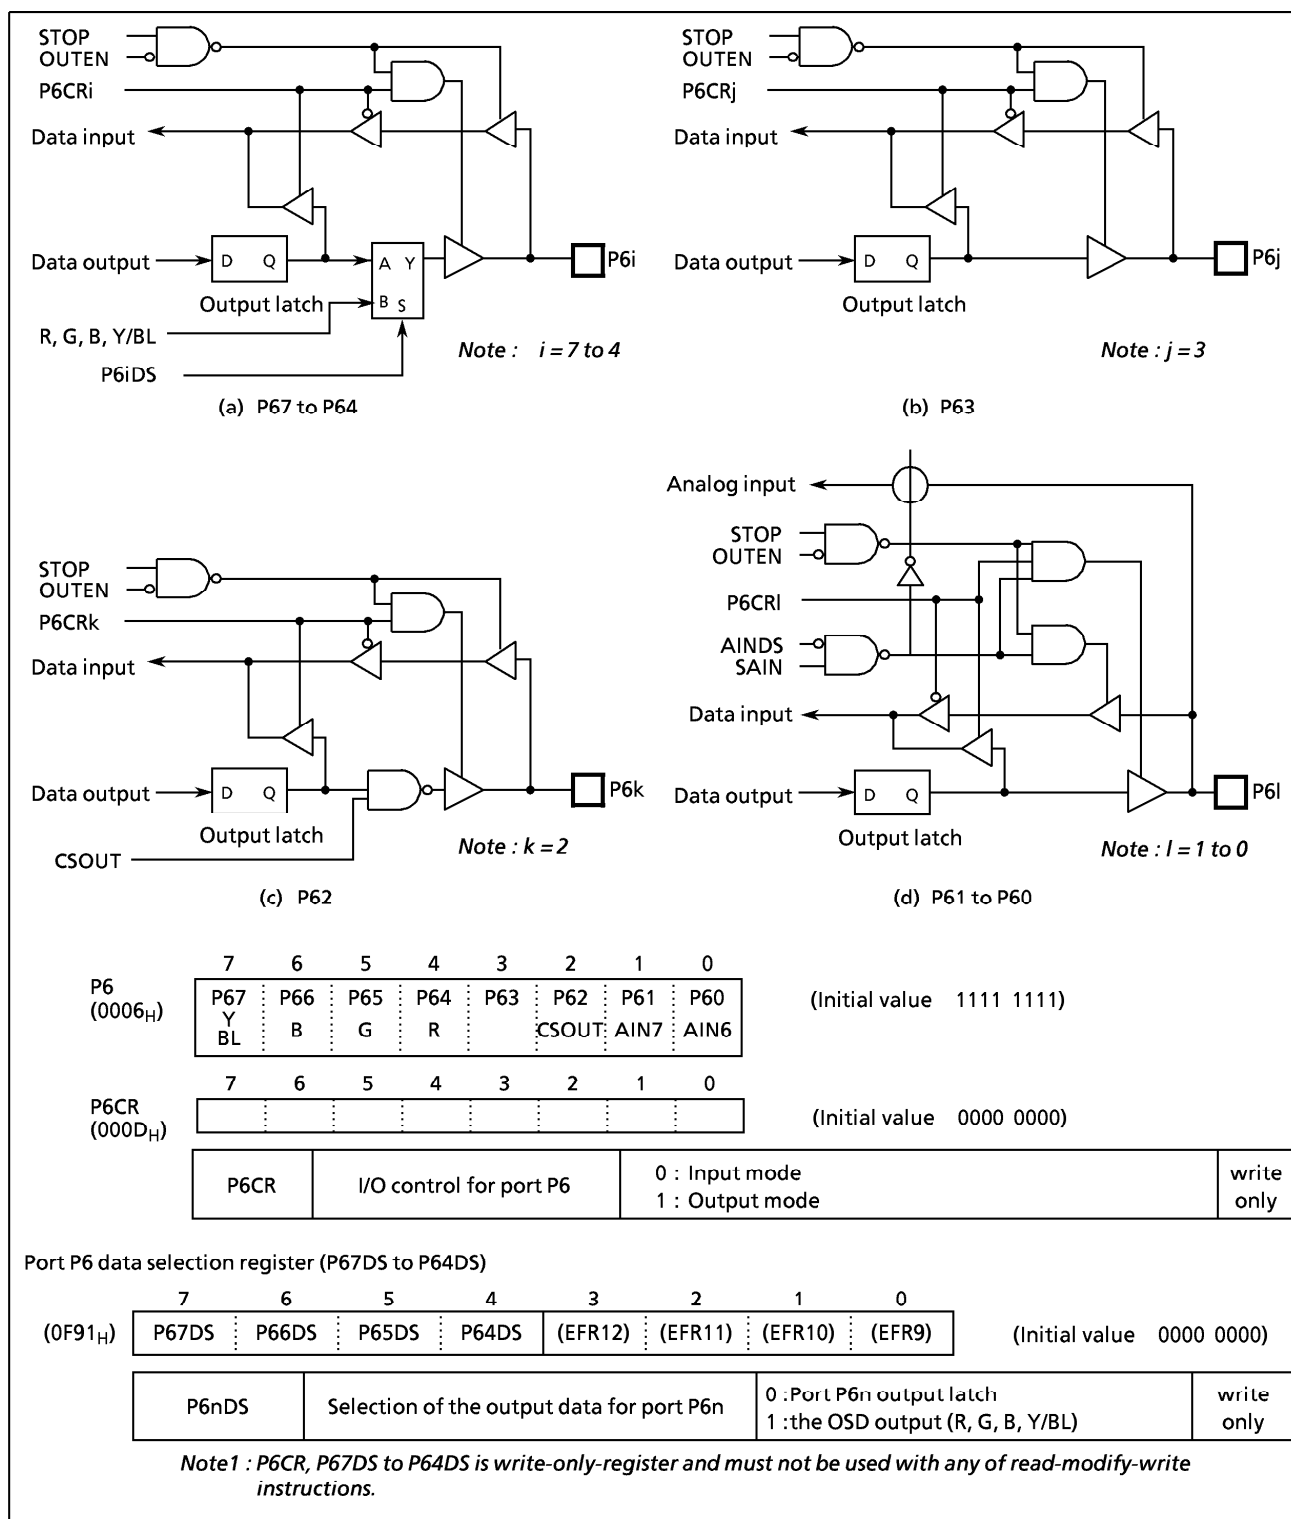 STOP
OUTEN
P6CRi
Data input
Data output
D Q
Output latch
A Y
B S
P6i
R, G, B, Y/BL
P6iDS
Note : i = 7 to 4
(a) P67 to P64
STOP
OUTEN
P6CRj
Data input
Data output
D Q
Output latch
P6j
Note : j = 3
(b) P63
STOP
OUTEN
P6CRk
Data input
Data output
D Q
Output latch
P6k
CSOUT
Note : k = 2
(c) P62
Analog input
STOP
OUTEN
P6CRl
AINDS
SAIN
Data input
Data output
D Q
Output latch
P6l
Note : l = 1 to 0
(d) P61 to P60
7 6 5 4 3 2 1 0
P6
(0006H)
P67 P66 P65 P64 P63 P62 P61 P60
Y
BL
B G R CSOUT AIN7 AIN6
(Initial value 1111 1111)
7 6 5 4 3 2 1 0
P6CR
(000DH)
(Initial value 0000 0000)
P6CR
I/O control for port P6
0 : Input mode
1 : Output mode
write
only
Port P6 data selection register (P67DS to P64DS)
7 6 5 4 3 2 1 0
(0F91H) P67DS P66DS P65DS P64DS (EFR12) (EFR11) (EFR10) (EFR9) (Initial value 0000 0000)
P6nDS
Selection of the output data for port P6n
0 :Port P6n output latch
1 :the OSD output (R, G, B, Y/BL)
write
only
Note1 : P6CR, P67DS to P64DS is write-only-register and must not be used with any of read-modify-write
instructions.